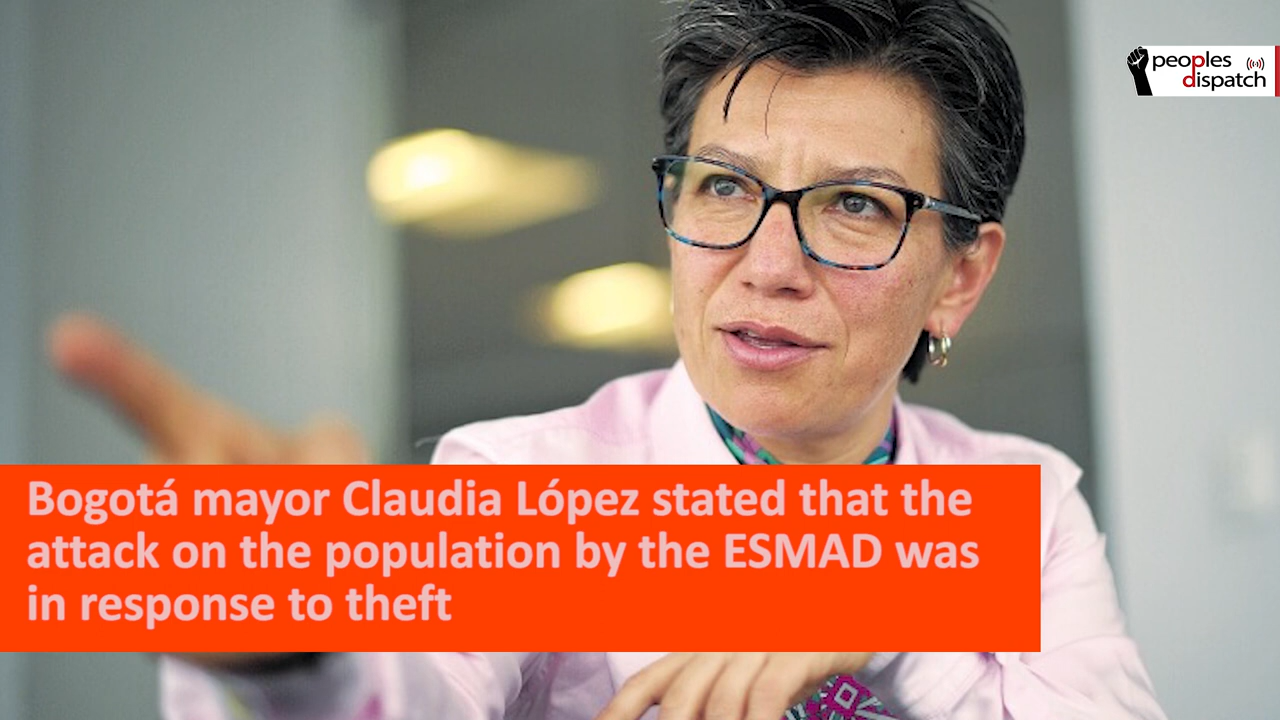 peoples
dispatch
Bogotá mayor Claudia López stated that the
attack on the population by the ESMAD was
in response to theft